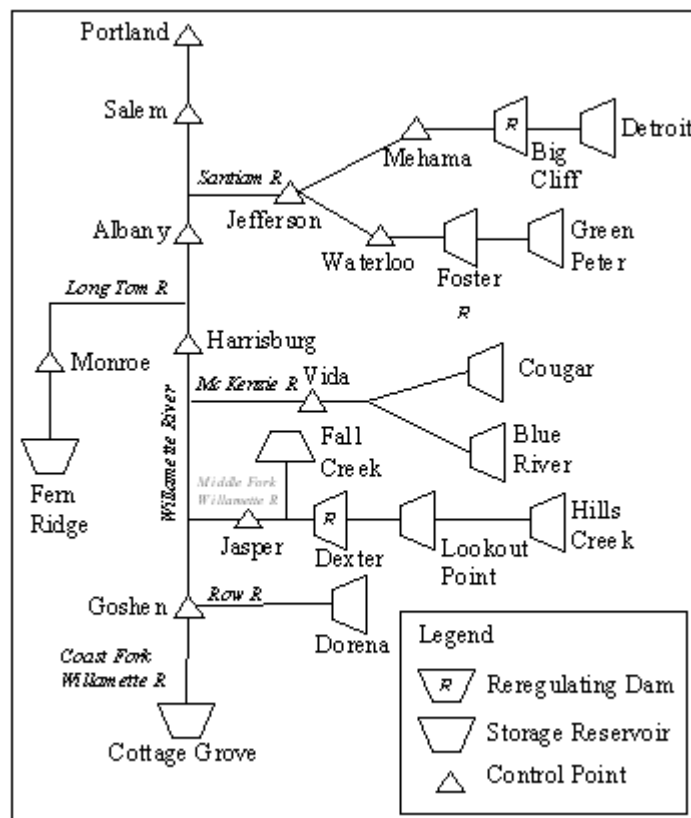 Portland
Salem
Mehama
Big
Cliff
Detroit
Santiam R
Jefferson
Albany
Waterloo
Foster
Green
Peter
R
R
Long Tom R
Harrisburg
Monroe
Mc Kenzie R
Vida
Cougar
Willamette River
Fall
Creek
Blue
River
Fern
Ridge
Middle Fork
Willamette R
Jasper
R
Dexter
Lookout
Point
Hills
Creek
Goshen
Row R
Dorena
Coast Fork
Willamette R
Cottage Grove
Legend
R
Reregulating Dam
Storage Reservoir
Control Point